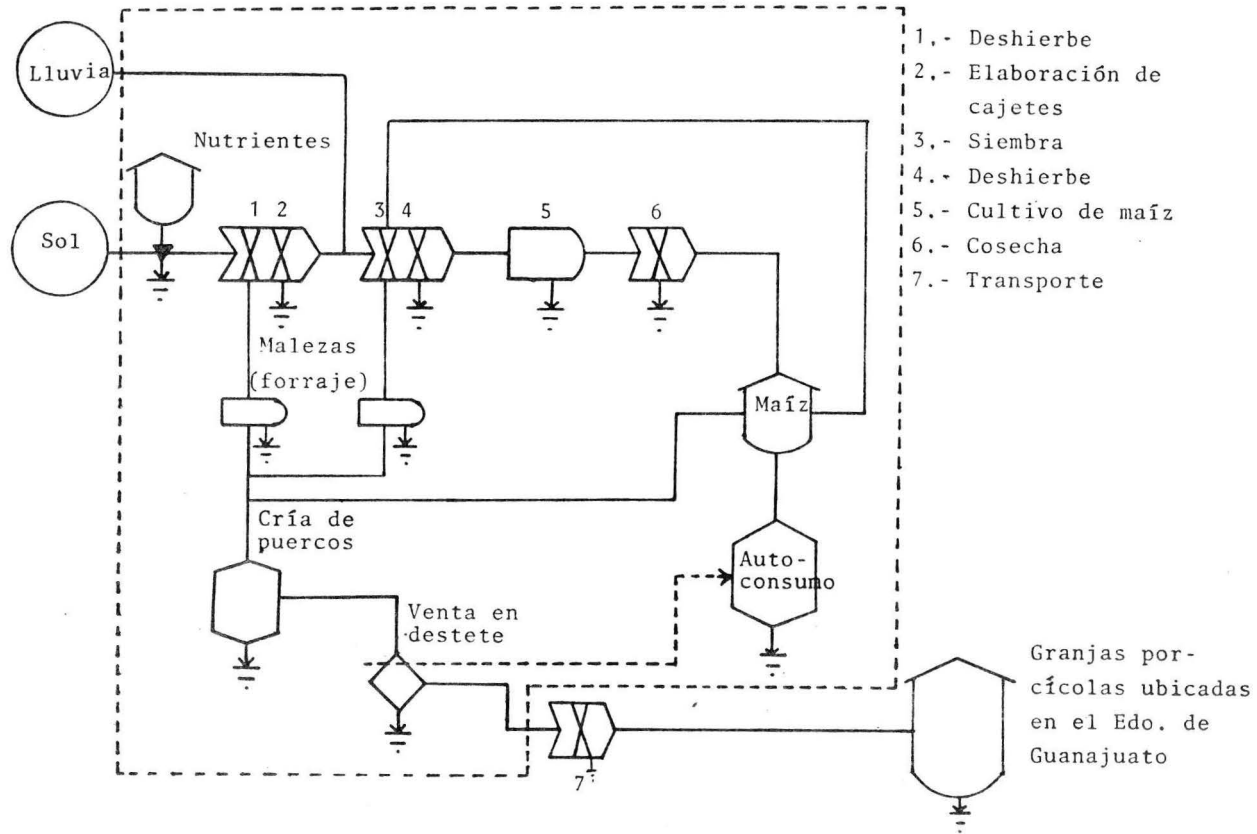 Lluvia
Nutrientes
Sol
1 2
3 4
5
6
Malezas
(forraje)
Maíz
Cría de
puercos
Auto-
consumo
Venta en
destete
7
1.- Deshierbe
2.- Elaboración de
cajetes
3.- Siembra
4.- Deshierbe
5.- Cultivo de maíz
6.- Cosecha
7.- Transporte
Granjas por-
cícolas ubicadas
en el Edo. de
Guanajuato